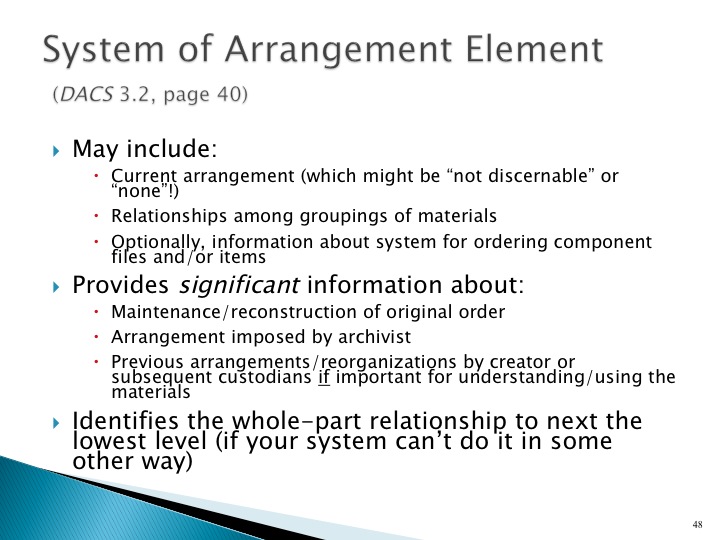 System of Arrangement Element
(DACS 3.2, page 40)
May include:
Current arrangement (which might be “not discernable” or
“none”!)
Relationships among groupings of materials
Optionally, information about system for ordering component
files and/or items
Provides significant information about:
Maintenance/reconstruction of original order
Arrangement imposed by archivist
Previous arrangements/reorganizations by creator or
subsequent custodians if important for understanding/using the
materials
Identifies the whole-part relationship to next the
lowest level (if your system can’t do it in some
other way)
48